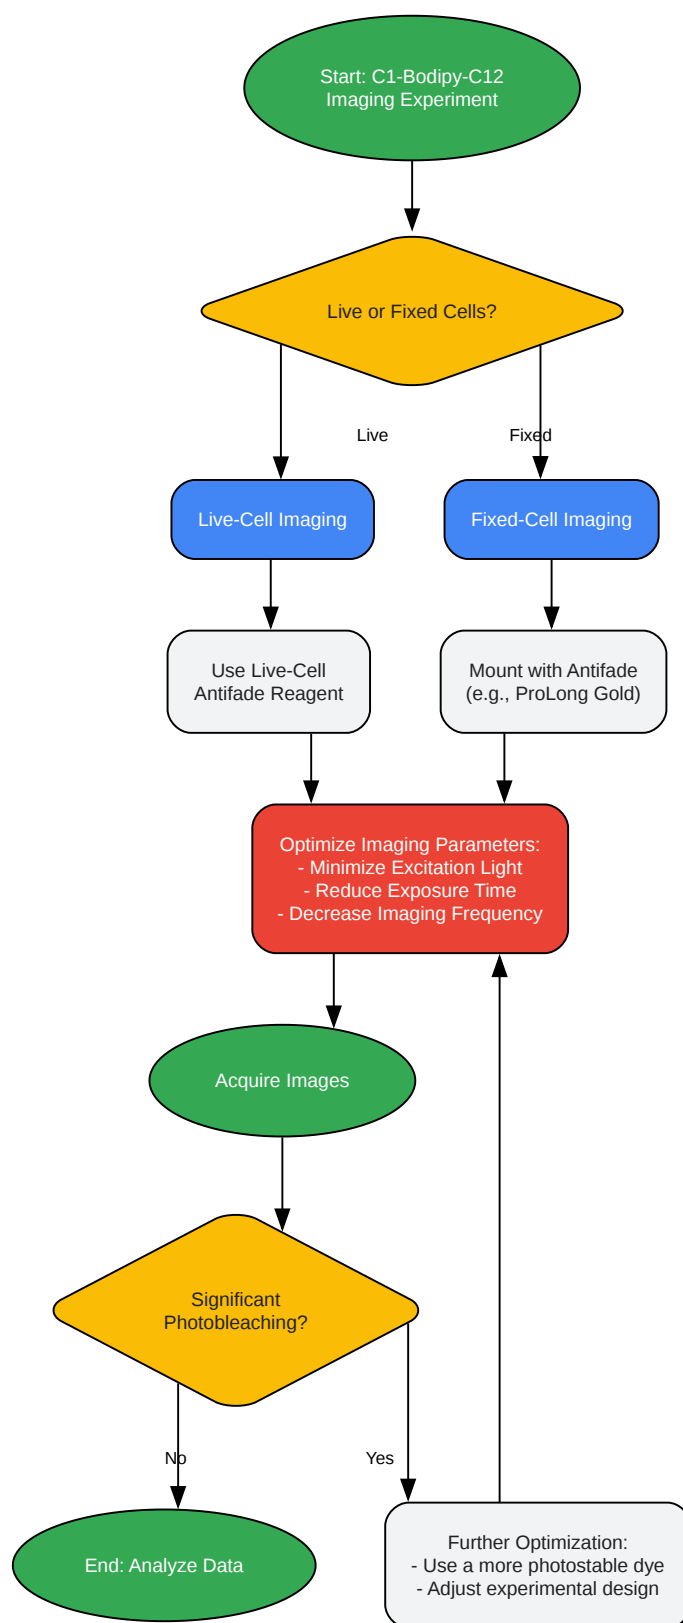 Start: C1-Bodipy-C12
Imaging Experiment
Live or Fixed Cells?
Live
Fixed
Live-Cell Imaging
Fixed-Cell Imaging
Use Live-Cell
Antifade Reagent
Mount with Antifade
(e.g., ProLong Gold)
Optimize Imaging Parameters:
- Minimize Excitation Light
- Reduce Exposure Time
- Decrease Imaging Frequency
Acquire Images
Significant
Photobleaching?
No
Yes
End: Analyze Data
Further Optimization:
- Use a more photostable dye
- Adjust experimental design